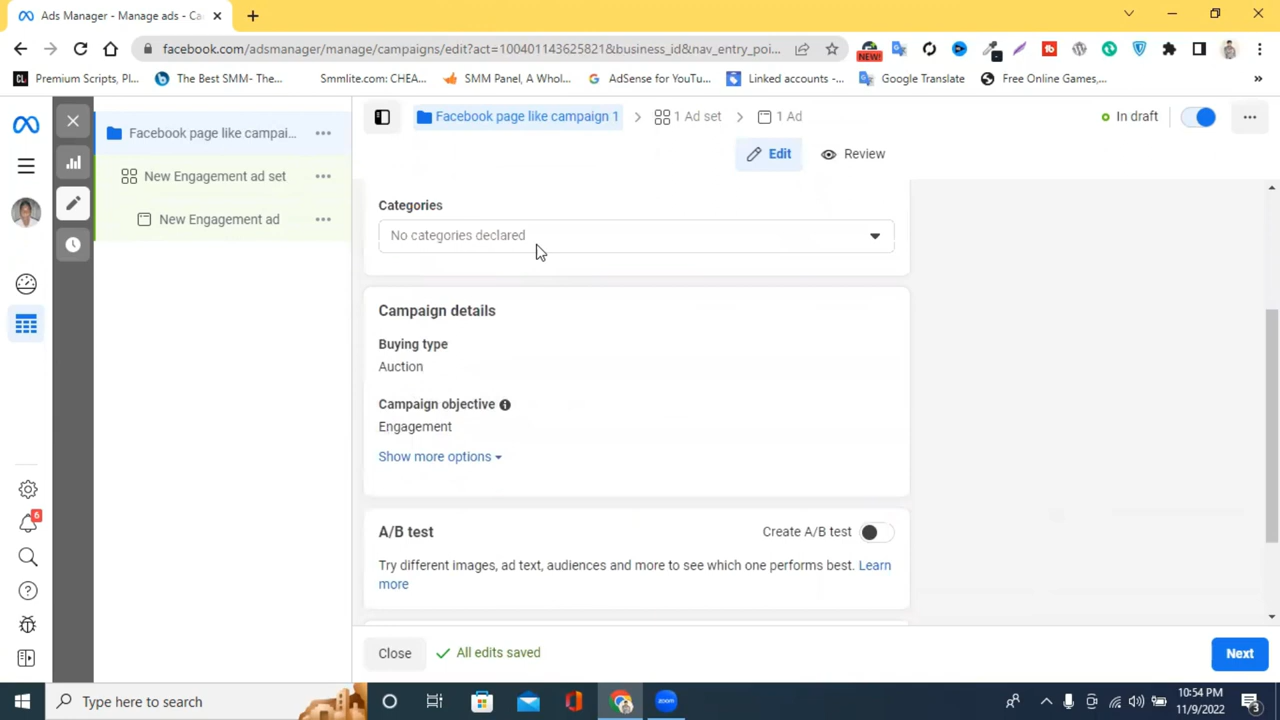 Ads Manager - Manage ads - Ca
facebook.com/adsmanager/manage/campaigns/edit?act=100401143625821&business_id&nav_entry_poi...
NEW!
CL Premium Scripts, Pl...
The Best SMM- The...
Smmlite.com: CHEA...
SMM Panel, A Whol...
AdSense for YouTu...
Linked accounts -...
Google Translate
Free Online Games,...
»
Facebook page like campai...
New Engagement ad set
New Engagement ad
Facebook page like campaign 1
1 Ad set
1 Ad
In draft
Edit
Review
Categories
No categories declared
Campaign details
Buying type
Auction
Campaign objective
Engagement
Show more options
A/B test
Create A/B test
Try different images, ad text, audiences and more to see which one performs best. Learn
more
6
Close
All edits saved
Next
Type here to search
zoom
10:54 PM
11/9/2022
3